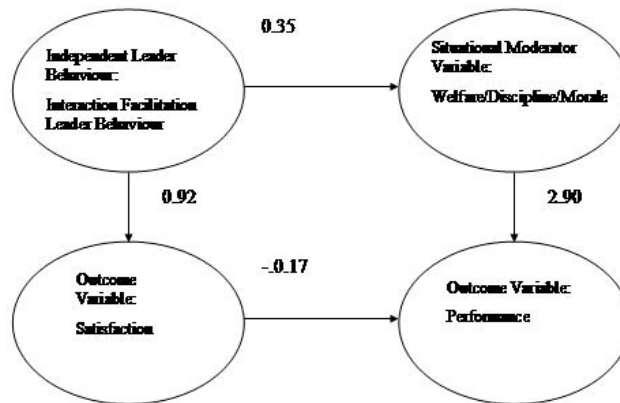 0.35
Independent Leader
Behaviour:
Interaction Facilitation
Leader Behaviour
Situational Moderator
Variable:
Welfare/Discipline/Morale
0.92
2.90
-.0.17
Outcome
Variable:
Satisfaction
Outcome Variable:
Performance